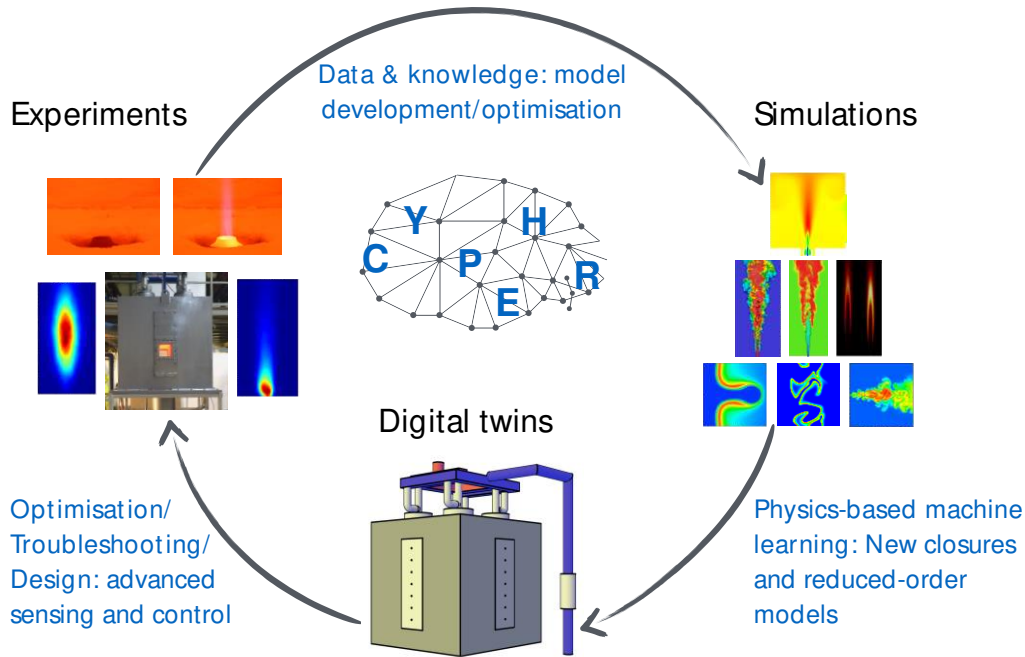 Data & knowledge: model
development/optimisation
Experiments
Simulations
CYPHER
Digital twins
Optimisation/
Troubleshooting/
Design: advanced
sensing and control
Physics-based machine
learning: New closures
and reduced-order
models